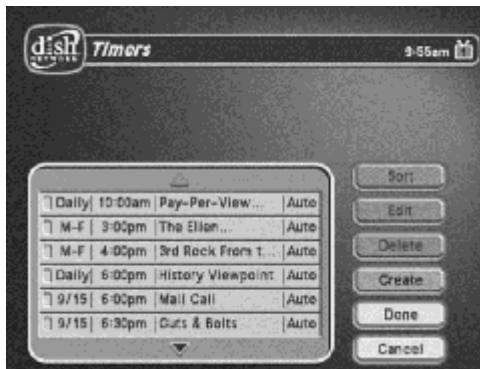 dish
NETWORK
Timers
9:55am
Daily 10:00am Pay-Per-View... Auto
M-F 3:00pm The Ellen... Auto
M-F 4:00pm 3rd Rock From t... Auto
Daily 6:00pm History Viewpoint Auto
9/15 6:00pm Mail Call Auto
9/15 6:30pm Guts & Bolts Auto
Sort
Edit
Delete
Create
Done
Cancel